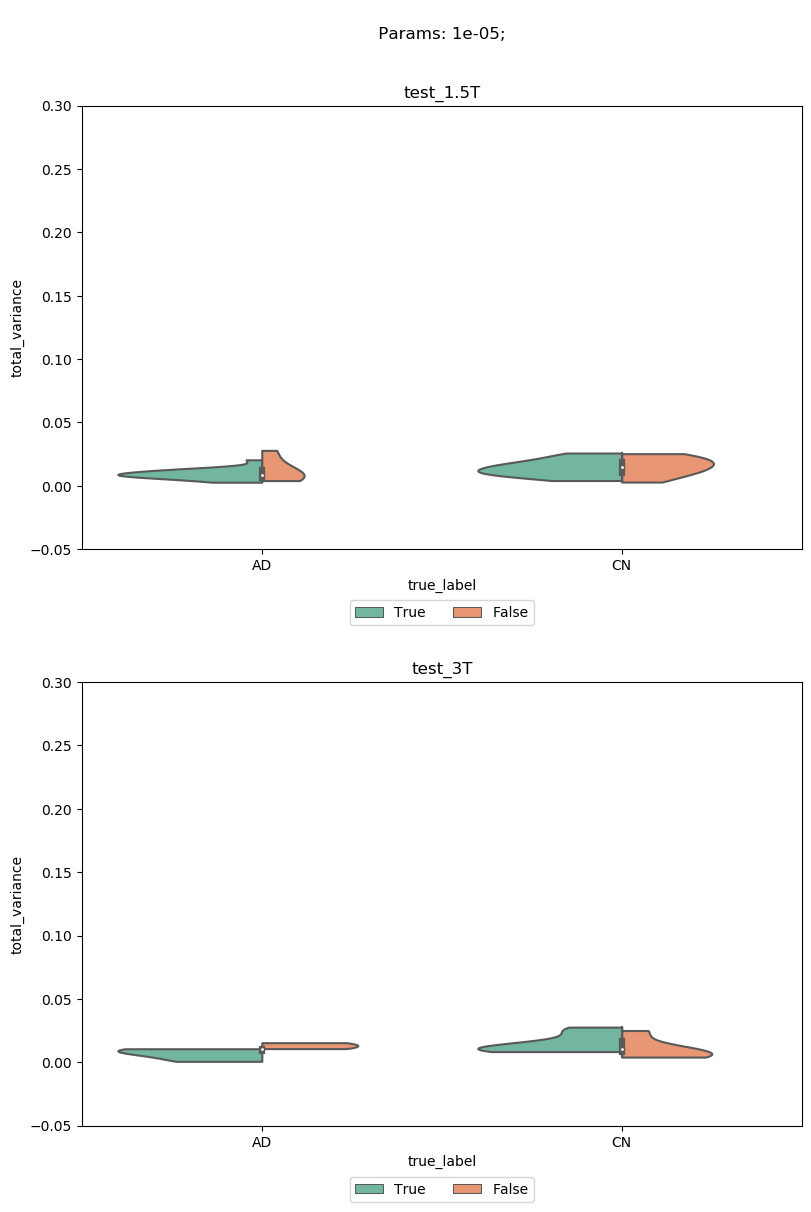 Params: 1e-05;
test_1.5T
0.30
0.25
0.20
0.15
0.10
0.05
0.00
−0.05
total_variance
AD CN
true_label
True False
test_3T
0.30
0.25
0.20
0.15
0.10
0.05
0.00
−0.05
total_variance
AD CN
true_label
True False